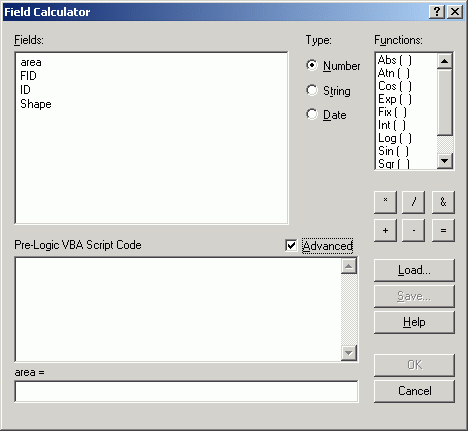 Field Calculator
Fields:
Type:
Functions:
area
FID
ID
Shape
Number
String
Date
Abs ( )
Atn ( )
Cos ( )
Exp ( )
Fix ( )
Int ( )
Log ( )
Sin ( )
Sqr ( )
* / &
+ - =
Pre-Logic VBA Script Code
Advanced
Load...
Save...
Help
area =
OK
Cancel